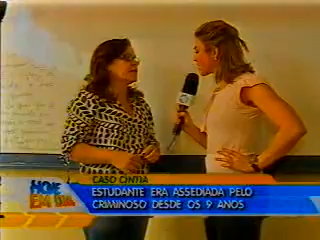 HOJE
EM DIA
CASO CINTIA
ESTUDANTE ERA ASSEDIADA PELO
CRIMINOSO DESDE OS 9 ANOS